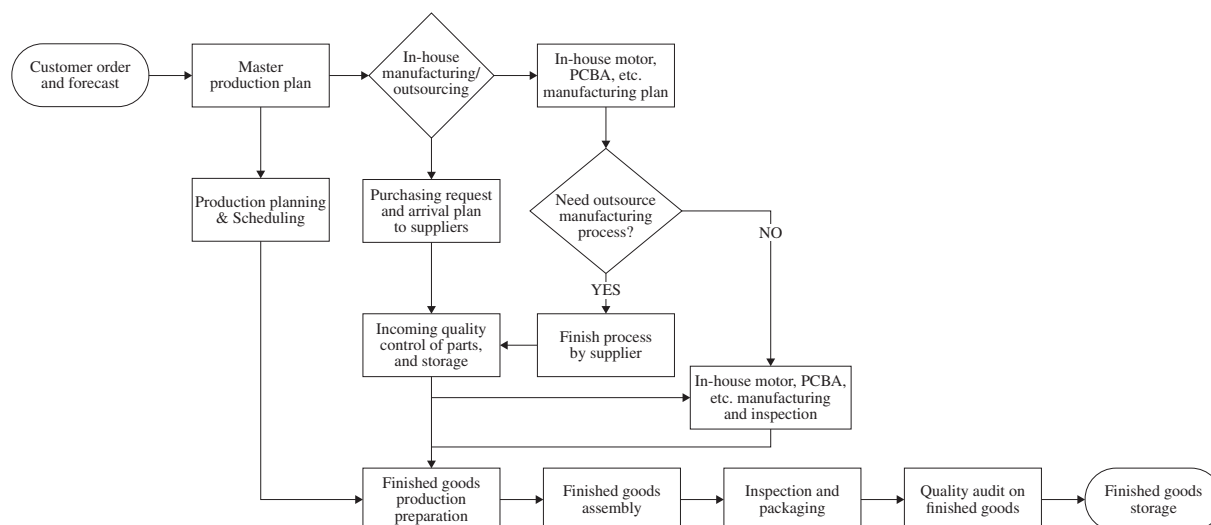 Customer order
and forecast
Master
production plan
In-house
manufacturing/
outsourcing
In-house motor,
PCBA, etc.
manufacturing plan
Production planning
& Scheduling
Purchasing request
and arrival plan
to suppliers
Need outsource
manufacturing
process?
NO
YES
Incoming quality
control of parts,
and storage
Finish process
by supplier
In-house motor, PCBA,
etc. manufacturing
and inspection
Finished goods
production
preparation
Finished goods
assembly
Inspection and
packaging
Quality audit on
finished goods
Finished goods
storage